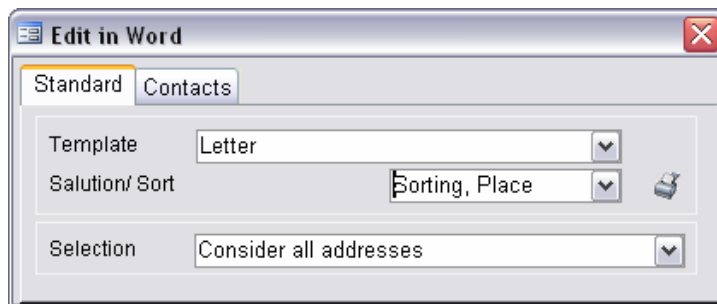 Edit in Word
Standard Contacts
Template Letter
Salution/ Sort Sorting, Place
Selection Consider all addresses